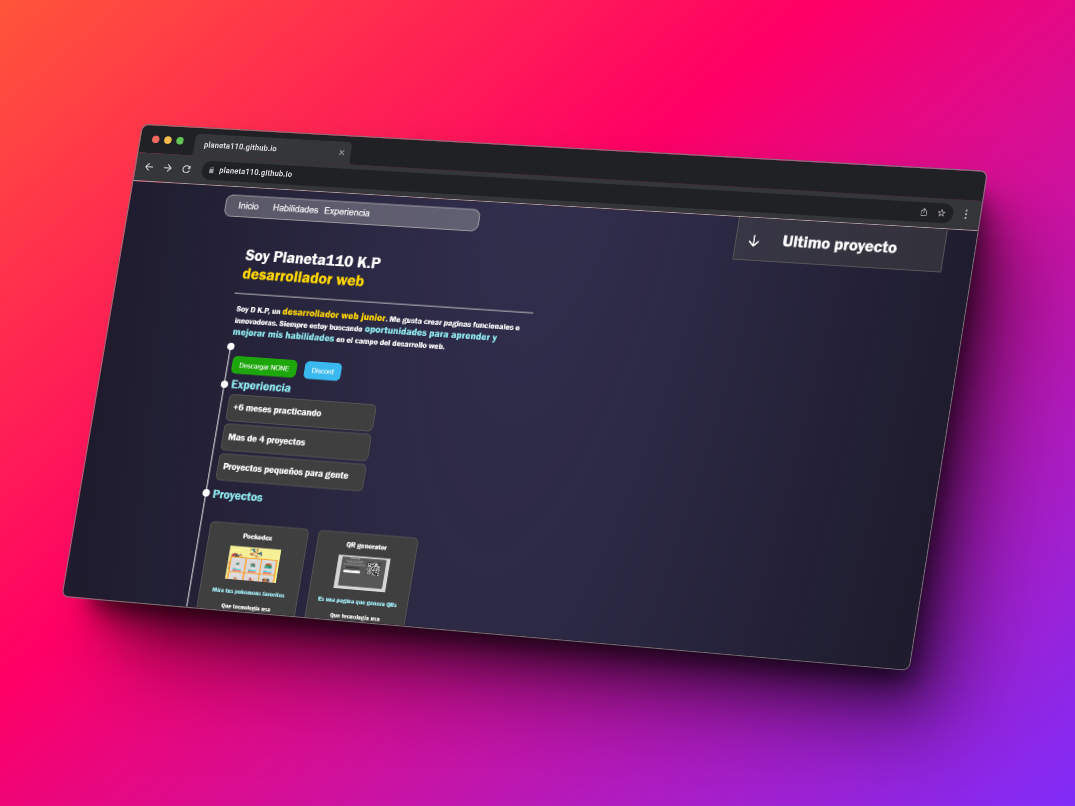 planeta110.github.io
planeta110.github.io
Inicio Habilidades Experiencia
Ultimo proyecto
Soy Planeta110 K.P
desarrollador web
Soy D K.P, un desarrollador web junior. Me gusta crear paginas funcionales e
innovadoras. Siempre estoy buscando oportunidades para aprender y
mejorar mis habilidades en el campo del desarrollo web.
Descargar NONE Discord
Experiencia
+6 meses practicando
Mas de 4 proyectos
Proyectos pequeños para gente
Proyectos
Pockedex
QR generator
Mira tus pokemons favoritos
Es una pagina que genera QRs
Que tecnología usa
Que tecnología usa